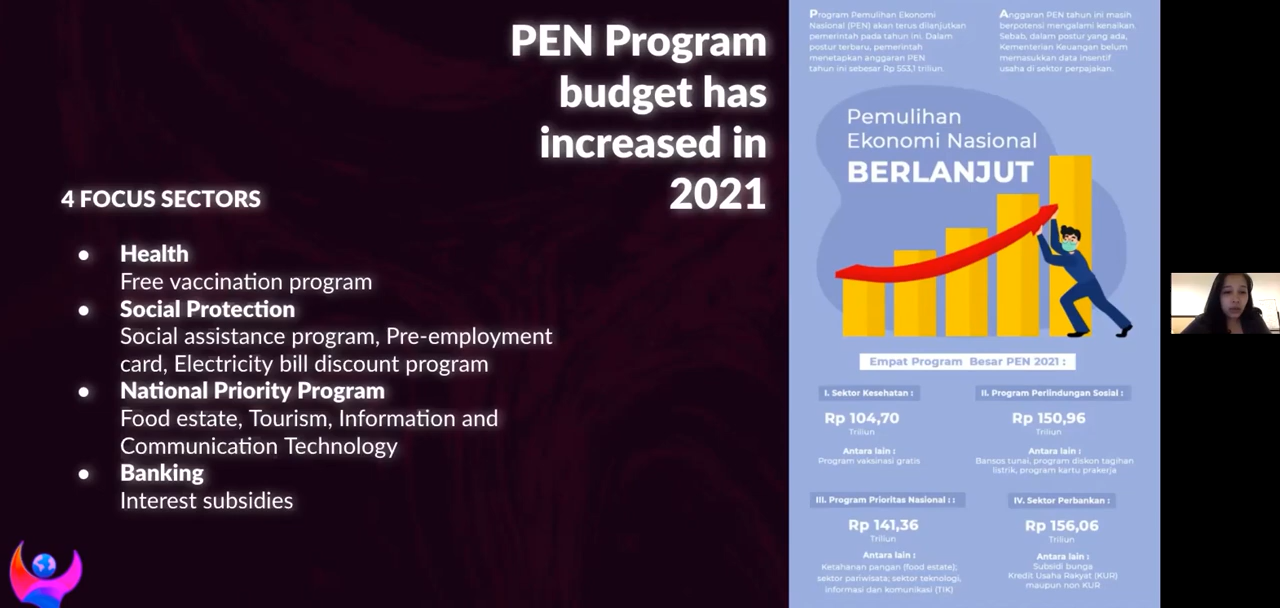 PEN Program
budget has
increased in
2021
4 FOCUS SECTORS
● Health
Free vaccination program
● Social Protection
Social assistance program, Pre-employment
card, Electricity bill discount program
● National Priority Program
Food estate, Tourism, Information and
Communication Technology
● Banking
Interest subsidies
Program Pemulihan Ekonomi
Nasional (PEN) akan terus dilanjutkan
pemerintah pada tahun ini. Dalam
postur terbaru, pemerintah
menetapkan anggaran PEN
tahun ini sebesar Rp 553,1 triliun.
Anggaran PEN tahun ini masih
berpotensi mengalami kenaikan.
Sebab, dalam postur yang ada,
Kementerian Keuangan belum
memasukkan data insentif
usaha di sektor perpajakan.
Pemulihan
Ekonomi Nasional
BERLANJUT
Empat Program Besar PEN 2021 :
I. Sektor Kesehatan :
Rp 104,70
Triliun
Antara lain :
Program vaksinasi gratis
II. Program Perlindungan Sosial :
Rp 150,96
Triliun
Antara lain :
Bansos tunai, program diskon tagihan
listrik, program kartu prakerja
III. Program Prioritas Nasional : :
Rp 141,36
Triliun
Antara lain :
Ketahanan pangan (food estate);
sektor pariwisata; sektor teknologi,
informasi dan komunikasi (TIK)
IV. Sektor Perbankan :
Rp 156,06
Triliun
Antara lain :
Subsidi bunga
Kredit Usaha Rakyat (KUR)
maupun non KUR